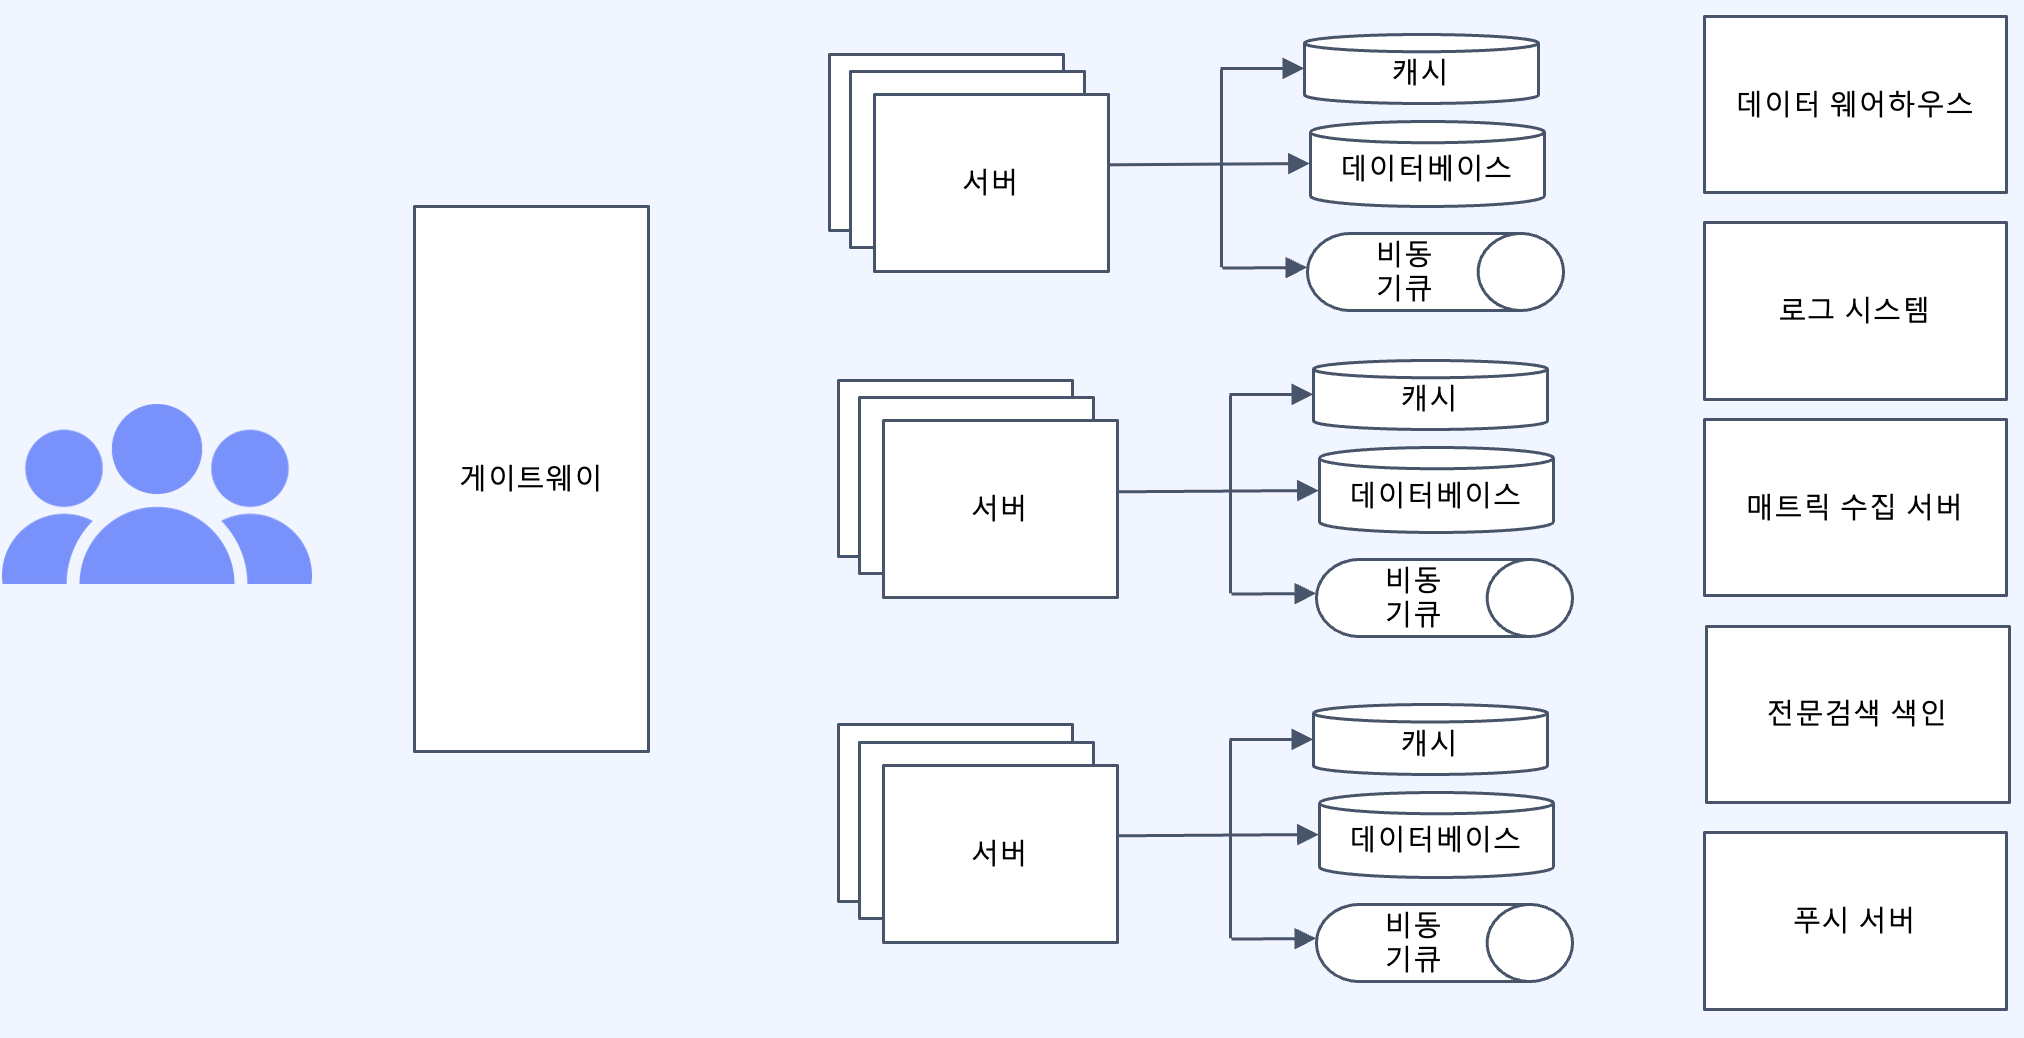 게이트웨이
서버
캐시
데이터베이스
비동
기큐
서버
캐시
데이터베이스
비동
기큐
서버
캐시
데이터베이스
비동
기큐
데이터 웨어하우스
로그 시스템
매트릭 수집 서버
전문검색 색인
푸시 서버